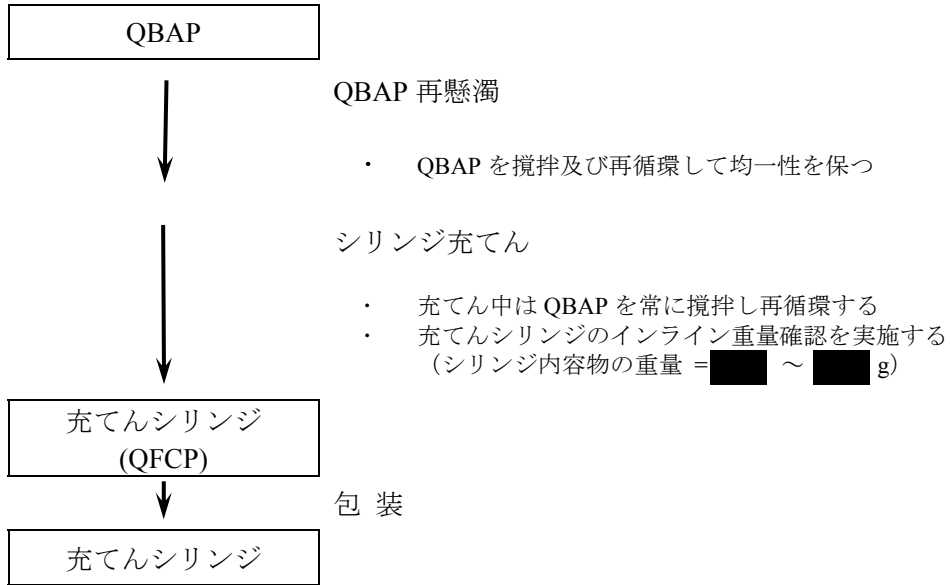 QBAP
QBAP 再懸濁
・ QBAP を撹拌及び再循環して均一性を保つ
シリンジ充てん
・ 充てん中は QBAP を常に撹拌し再循環する
・ 充てんシリンジのインライン重量確認を実施する
（シリンジ内容物の重量 = ～ g）
充てんシリンジ
(QFCP)
包 装
充てんシリンジ